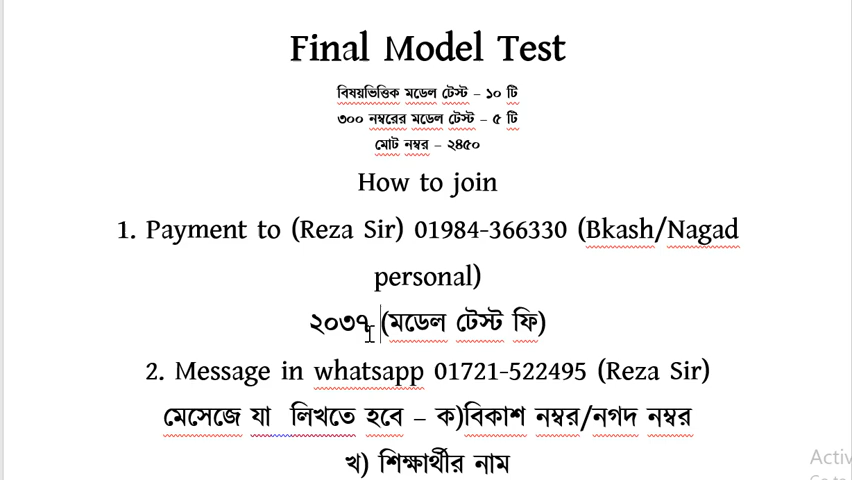 Final Model Test
বিষয়ভিত্তিক মডেল টেস্ট – ১০ টি
৩০০ নম্বরের মডেল টেস্ট – ৫ টি
মোট নম্বর – ২৪৫০
How to join
1. Payment to (Reza Sir) 01984-366330 (Bkash/Nagad
personal)
২০৩৭ (মডেল টেস্ট ফি)
2. Message in whatsapp 01721-522495 (Reza Sir)
মেসেজে যা লিখতে হবে – ক)বিকাশ নম্বর/নগদ নম্বর
খ) শিক্ষার্থীর নাম
Activ